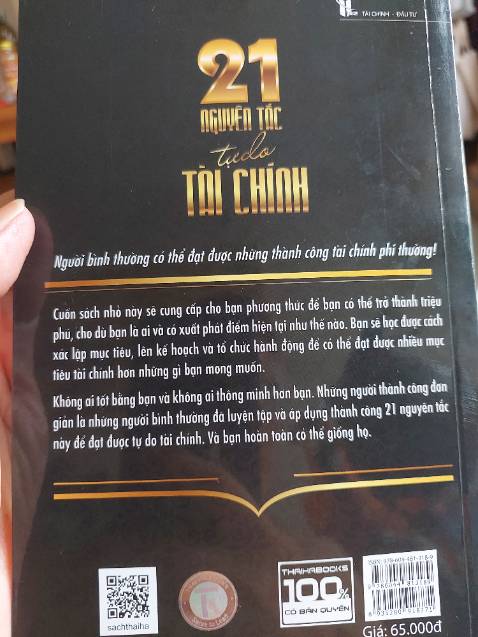 TÀI CHÍNH - ĐẦU TƯ
21
NGUYÊN TẮC
tự do
TÀI CHÍNH
Người bình thường có thể đạt được những thành công tài chính phi thường!
Cuốn sách nhỏ này sẽ cung cấp cho bạn phương thức để bạn có thể trở thành triệu
phú, cho dù bạn là ai và có xuất phát điểm hiện tại như thế nào. Bạn sẽ học được cách
xác lập mục tiêu, lên kế hoạch và tổ chức hành động để có thể đạt được nhiều mục
tiêu tài chính hơn những gì bạn mong muốn.
Không ai tốt bằng bạn và không ai thông minh hơn bạn. Những người thành công đơn
giản là những người bình thường đã luyện tập và áp dụng thành công 21 nguyên tắc
này để đạt được tự do tài chính. Và bạn hoàn toàn có thể giống họ.
THAIHABOOKS
100%
CÓ BẢN QUYỀN
sachthaiha
Giá: 65.000đ